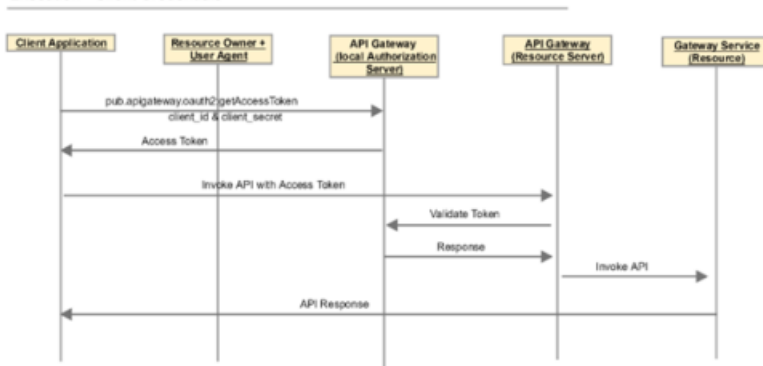 Client Application
Resource Owner +
User Agent
API Gateway
(local Authorization
Server)
API Gateway
(Resource Server)
Gateway Service
(Resource)
pub.apigateway.oauth2:getAccessToken
client_id & client_secret
Access Token
Invoke API with Access Token
Validate Token
Response
Invoke API
API Response